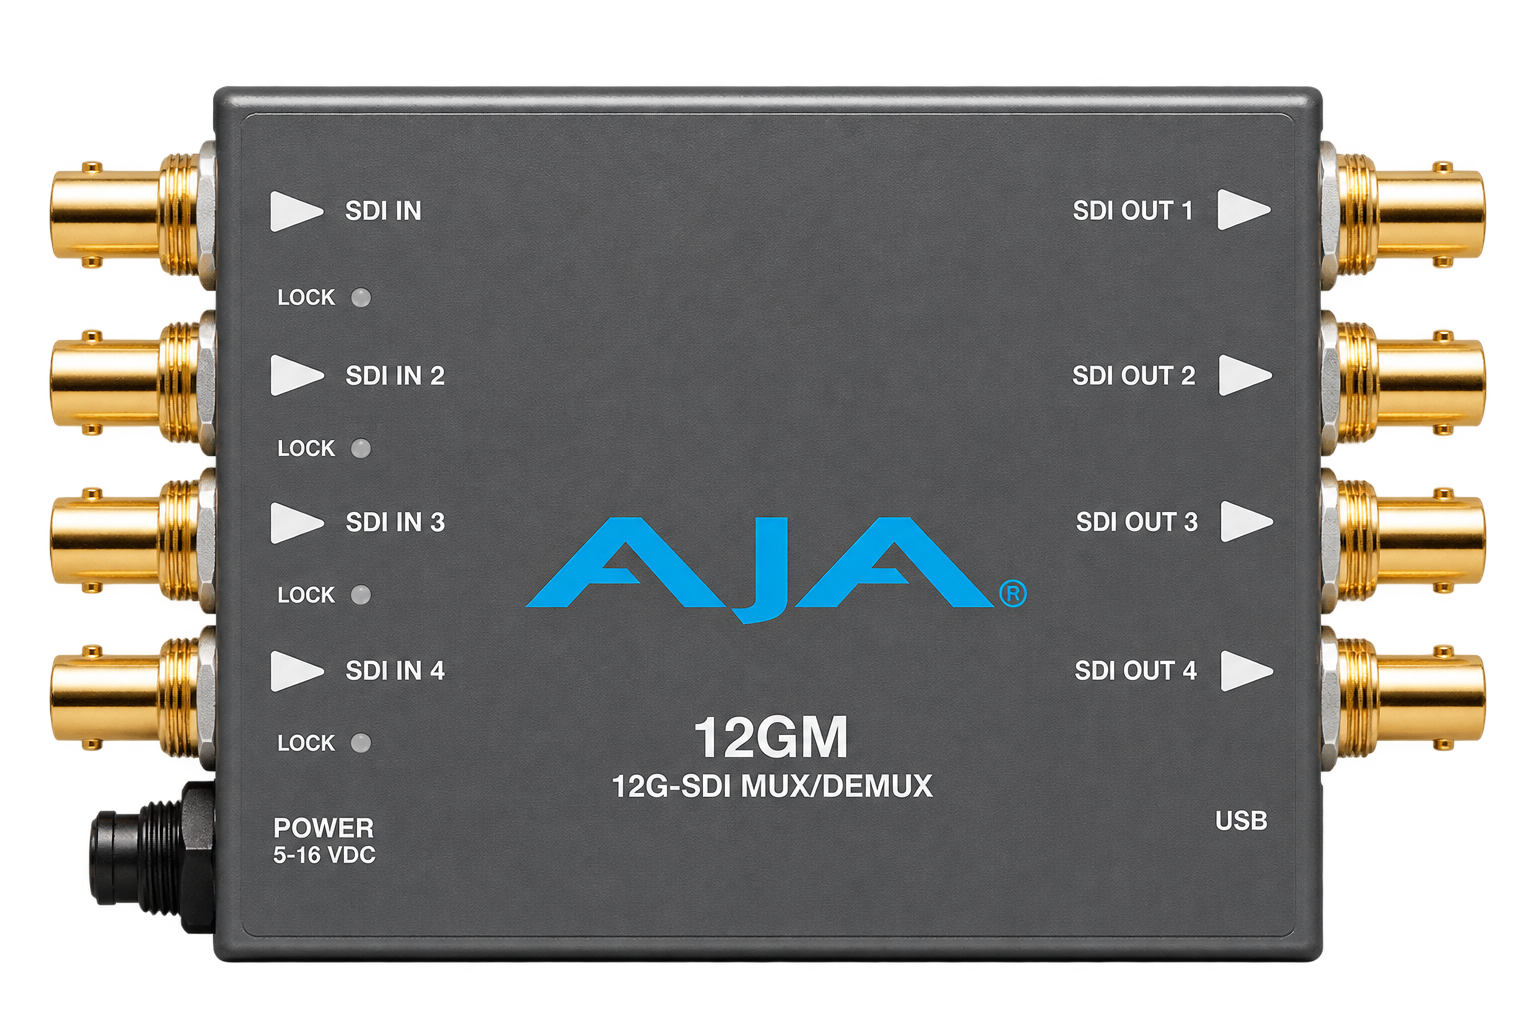 SDI IN
SDI OUT 1
LOCK
SDI IN 2
SDI OUT 2
LOCK
SDI IN 3
SDI OUT 3
LOCK
AJA®
SDI IN 4
SDI OUT 4
LOCK
12GM
12G-SDI MUX/DEMUX
POWER
5-16 VDC
USB